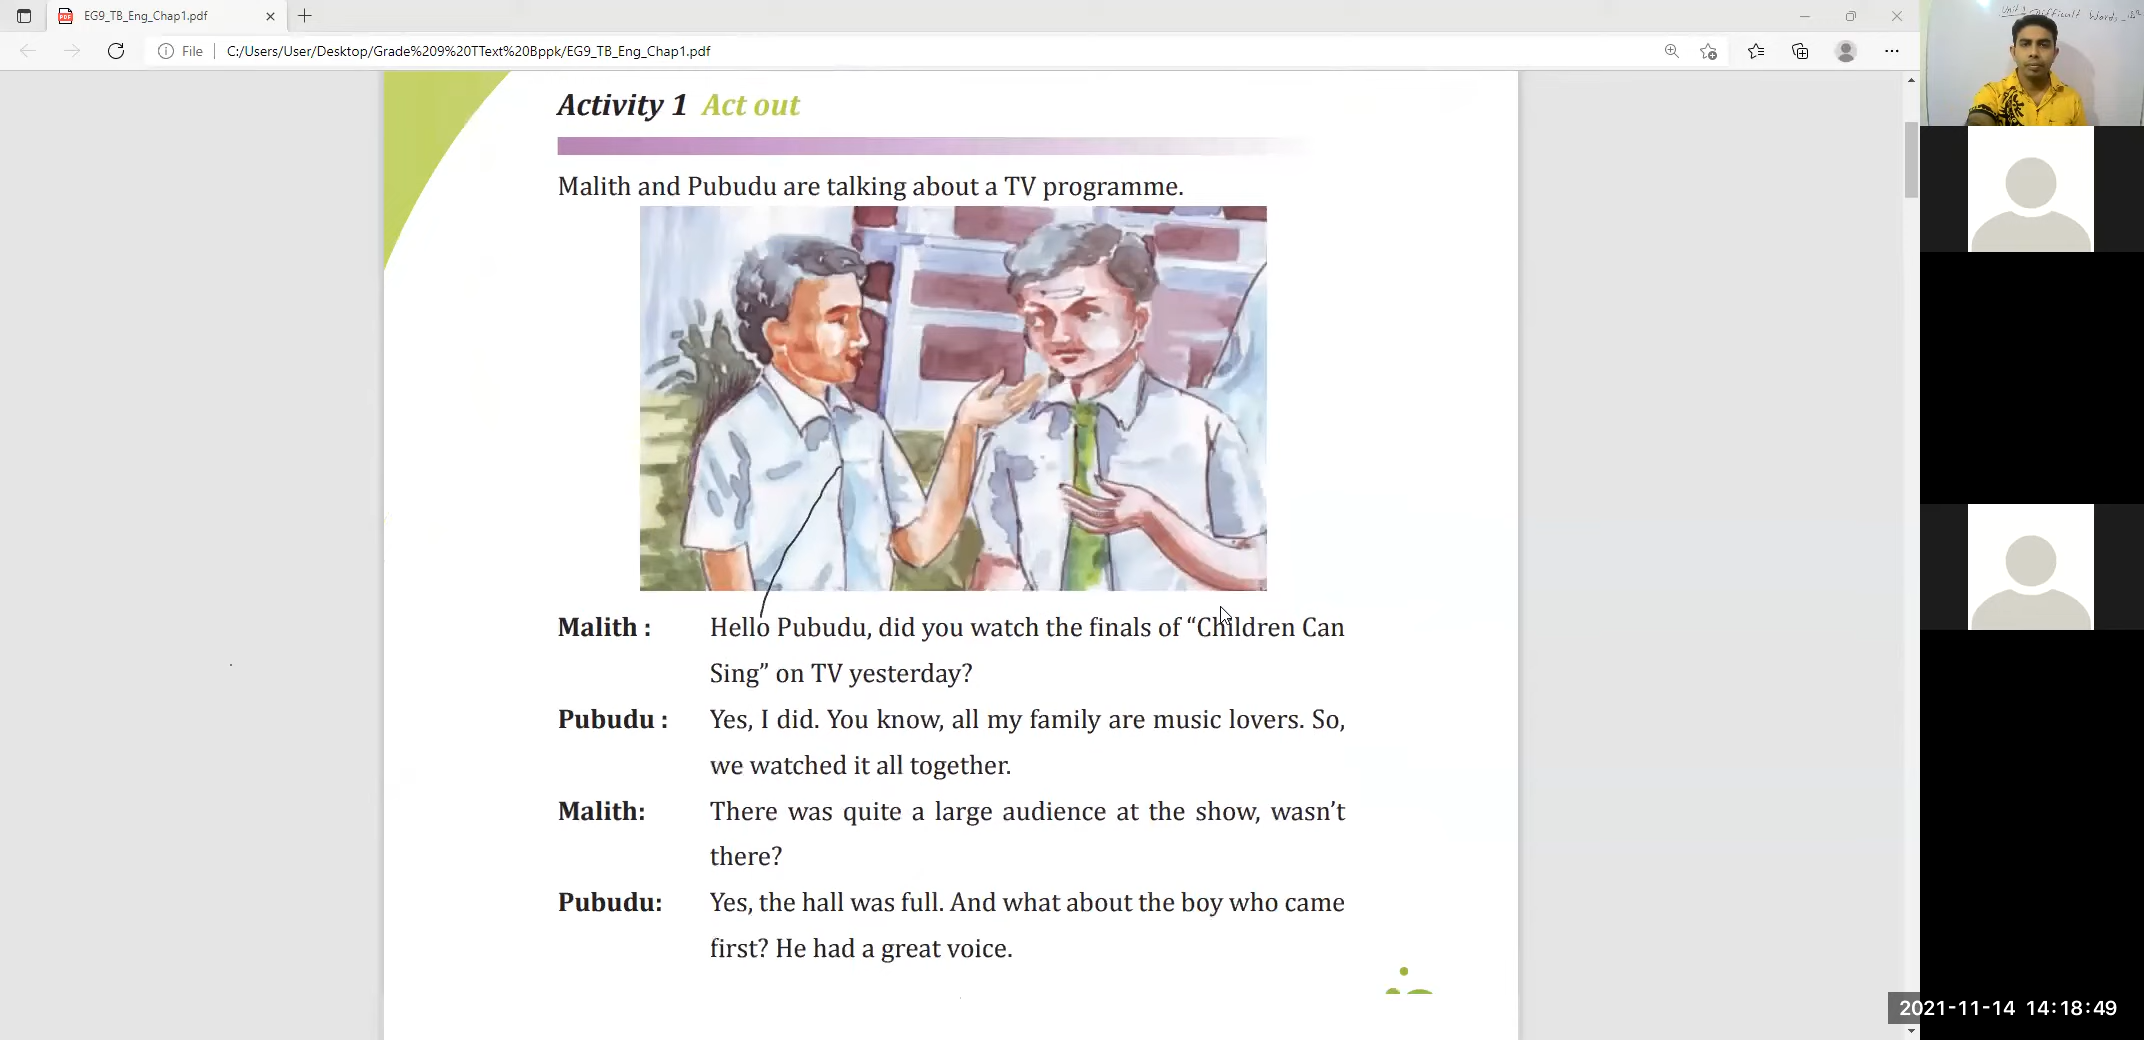 EG9_TB_Eng_Chap1.pdf
File
C:/Users/User/Desktop/Grade%209%20TText%20Bppk/EG9_TB_Eng_Chap1.pdf
Unit 1 Difficult Words
Activity 1 Act out
Malith and Pubudu are talking about a TV programme.
Malith : Hello Pubudu, did you watch the finals of “Children Can
Sing” on TV yesterday?
Pubudu : Yes, I did. You know, all my family are music lovers. So,
we watched it all together.
Malith: There was quite a large audience at the show, wasn’t
there?
Pubudu: Yes, the hall was full. And what about the boy who came
first? He had a great voice.
2021-11-14 14:18:49